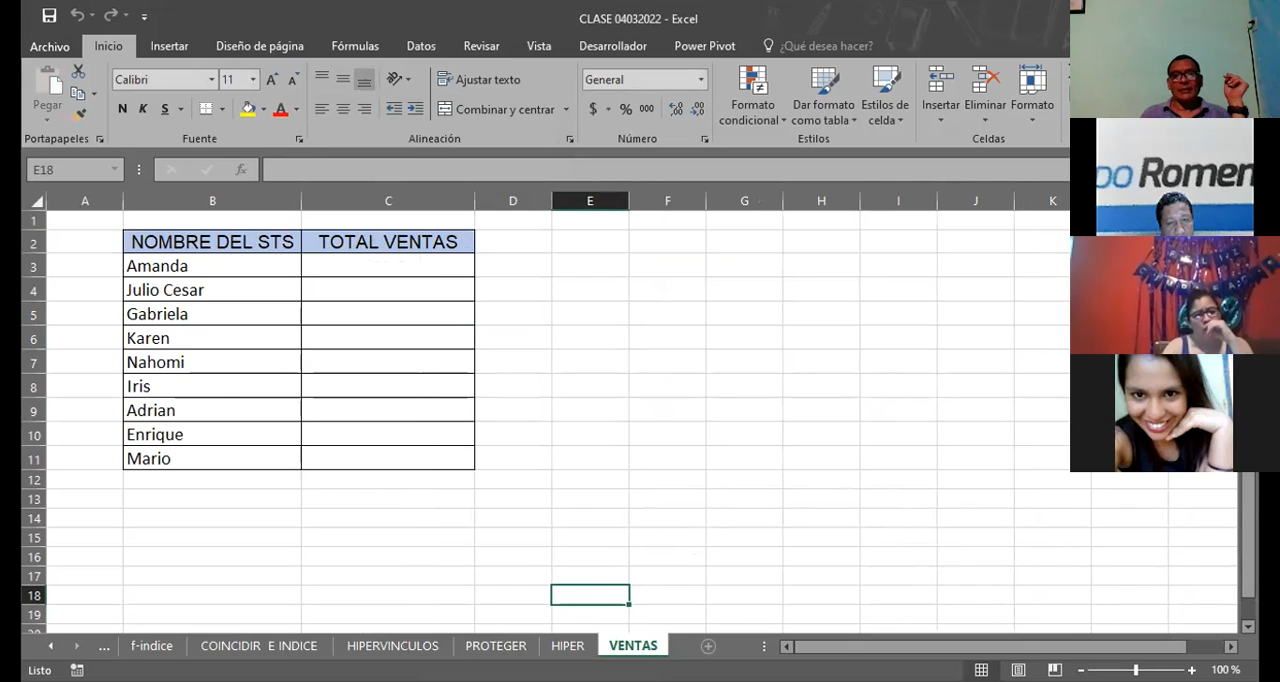 CLASE 04032022 - Excel
Archivo Inicio Insertar Diseño de página Fórmulas Datos Revisar Vista Desarrollador Power Pivot ¿Qué desea hacer?
Pegar
Calibri 11
N K S
Ajustar texto
Combinar y centrar
General
$ % 000
Formato condicional
Dar formato como tabla
Estilos de celda
Insertar
Eliminar
Formato
Portapapeles Fuente Alineación Número Estilos Celdas
E18 fx
A B C D E F G H I J K
1
2 NOMBRE DEL STS TOTAL VENTAS
3 Amanda
4 Julio Cesar
5 Gabriela
6 Karen
7 Nahomi
8 Iris
9 Adrian
10 Enrique
11 Mario
12
13
14
15
16
17
18
19
... f-indice COINCIDIR E INDICE HIPERVINCULOS PROTEGER HIPER VENTAS
Listo 100 %
Romen